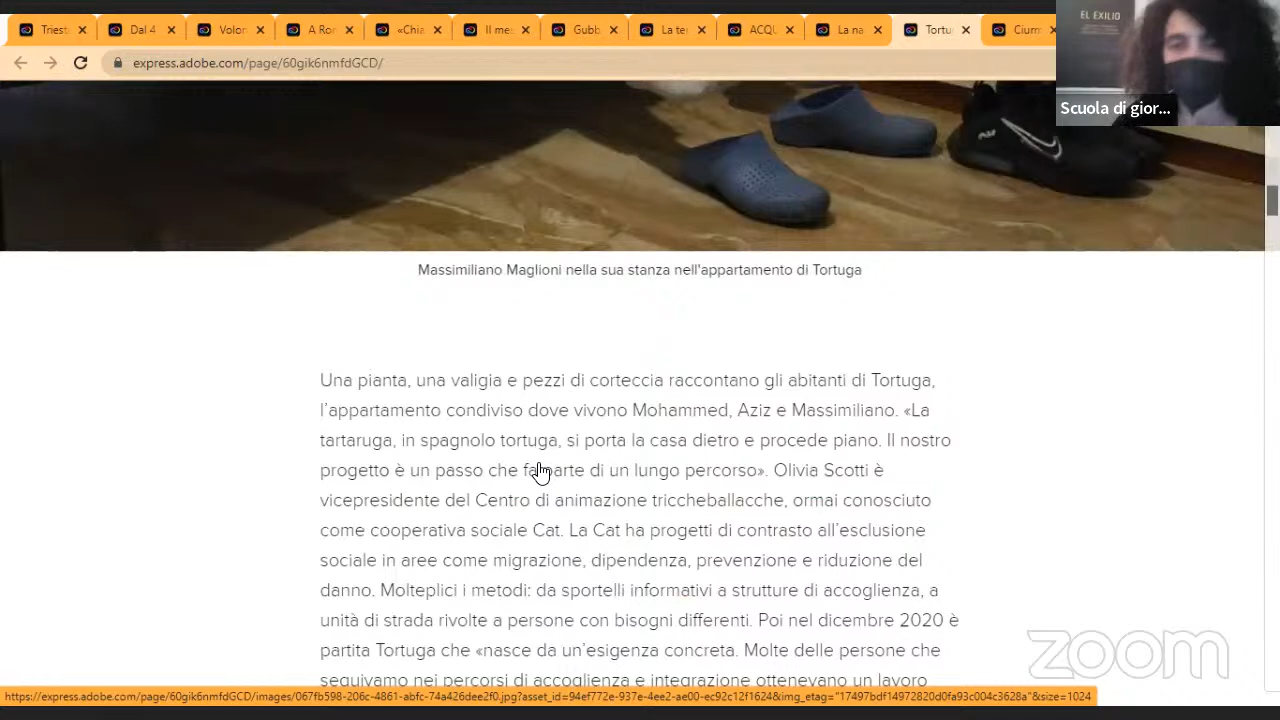 Triest
Dal 4
Volor
A Ror
«Chia
Il me
Gubb
La te
ACQU
La na
Tortu
Cium
express.adobe.com/page/60gik6nmfdGCD/
EL EXILIO
Scuola di gior...
Massimiliano Maglioni nella sua stanza nell'appartamento di Tortuga
Una pianta, una valigia e pezzi di corteccia raccontano gli abitanti di Tortuga,
l'appartamento condiviso dove vivono Mohammed, Aziz e Massimiliano. «La
tartaruga, in spagnolo tortuga, si porta la casa dietro e procede piano. Il nostro
progetto è un passo che fa parte di un lungo percorso». Olivia Scotti è
vicepresidente del Centro di animazione triccheballacche, ormai conosciuto
come cooperativa sociale Cat. La Cat ha progetti di contrasto all'esclusione
sociale in aree come migrazione, dipendenza, prevenzione e riduzione del
danno. Molteplici i metodi: da sportelli informativi a strutture di accoglienza, a
unità di strada rivolte a persone con bisogni differenti. Poi nel dicembre 2020 è
partita Tortuga che «nasce da un'esigenza concreta. Molte delle persone che
seguivamo nei percorsi di accoglienza e integrazione ottenevano un lavoro
zoom
https://express.adobe.com/page/60gik6nmfdGCD/images/067fb598-206c-4861-abfc-74a426dee2f0.jpg?asset_id=94ef772e-937e-4ee2-ae00-ec92c12f1624&img_etag="17497bdf14972820d0fa93c004c3628a"&size=1024